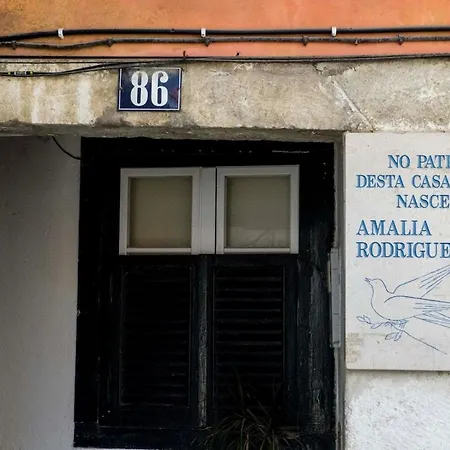 86
NO PATI
DESTA CASA
NASCE
AMALIA
RODRIGUE